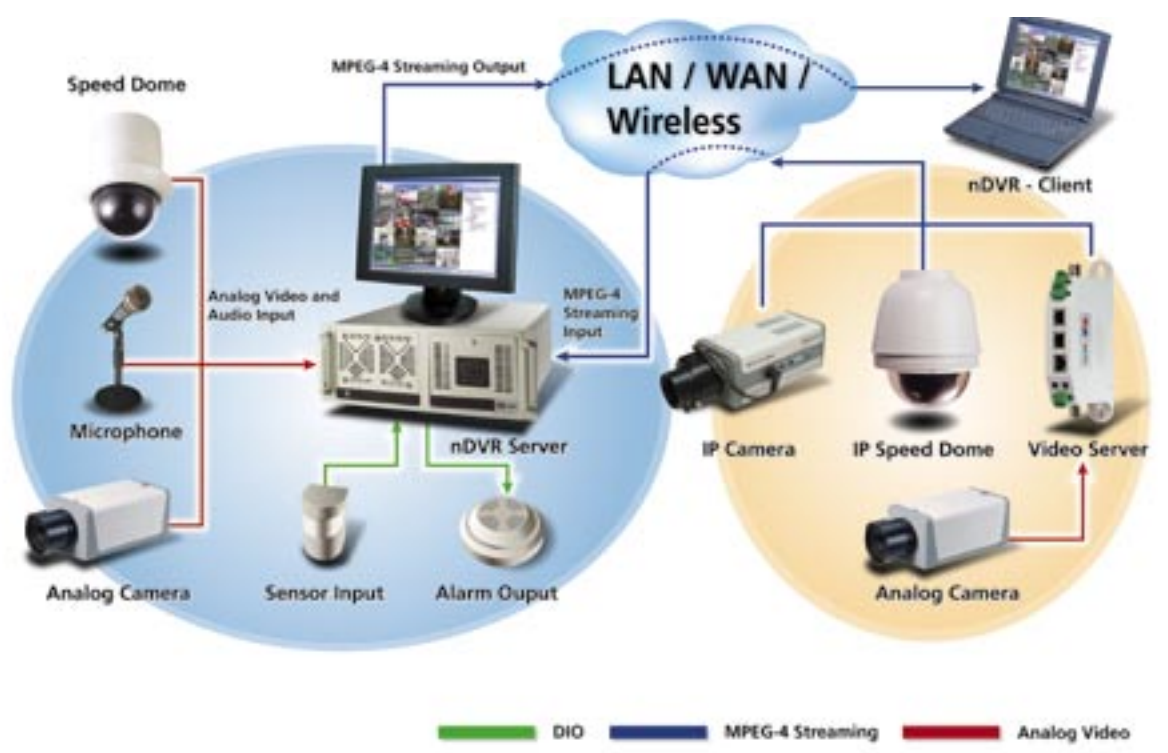 Speed Dome
MPEG-4 Streaming Output
LAN / WAN /
Wireless
nDVR - Client
Analog Video and
Audio Input
MPEG-4
Streaming
Input
Microphone
nDVR Server
IP Camera
IP Speed Dome
Video Server
Analog Camera
Sensor Input
Alarm Ouput
Analog Camera
DIO
MPEG-4 Streaming
Analog Video